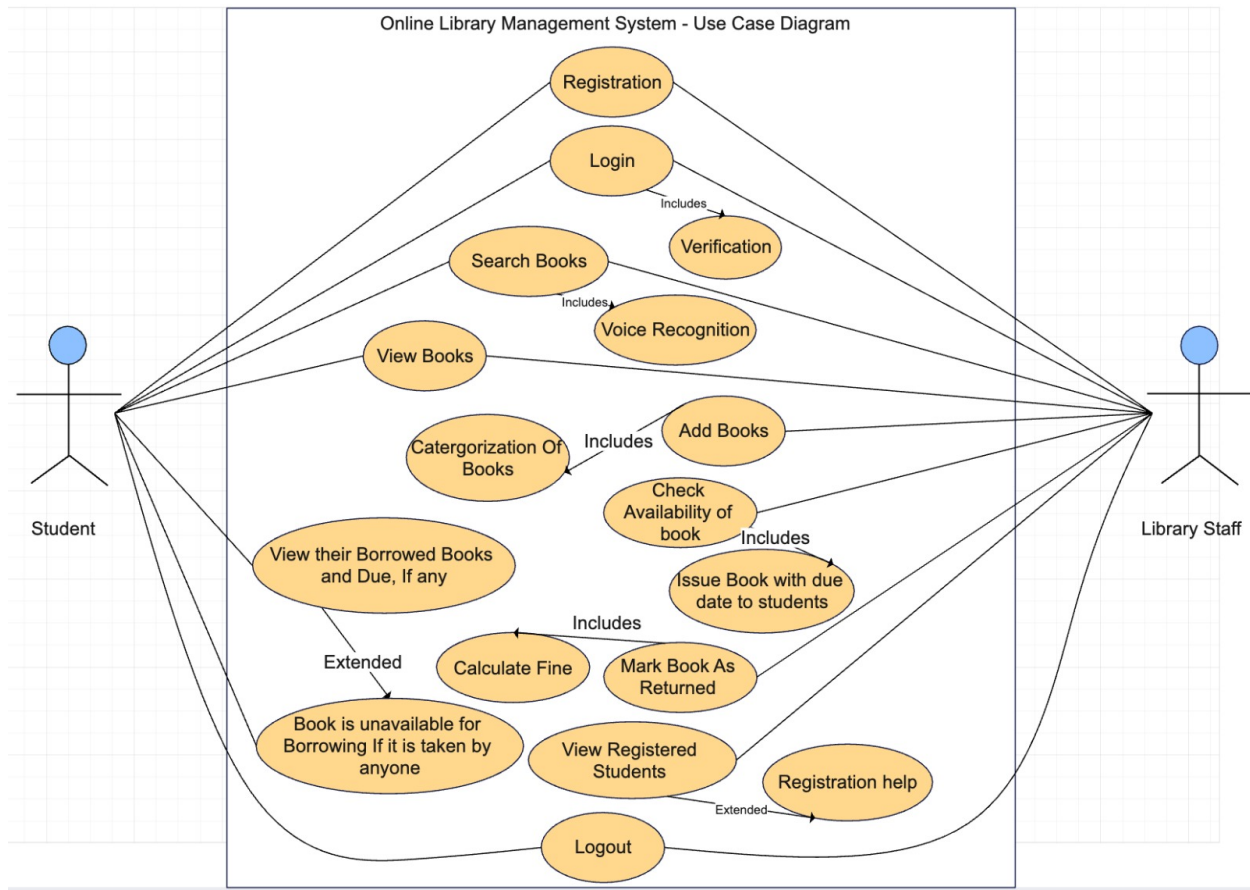 Online Library Management System - Use Case Diagram
Registration
Login
Includes
Verification
Search Books
Includes
Voice Recognition
View Books
Add Books
Includes
Catergorization Of
Books
Check
Availability of
book
Includes
Issue Book with due
date to students
Student
Library Staff
View their Borrowed Books
and Due, If any
Includes
Calculate Fine
Mark Book As
Returned
Extended
Book is unavailable for
Borrowing If it is taken by
anyone
View Registered
Students
Registration help
Extended
Logout